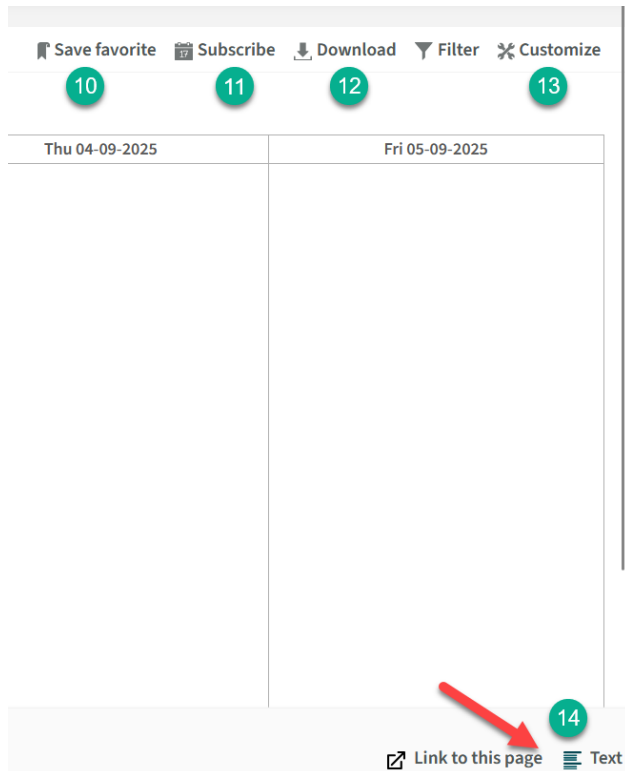 Save favorite 17 Subscribe Download Filter Customize
10 11 12 13
Thu 04-09-2025 Fri 05-09-2025
14
Link to this page Text